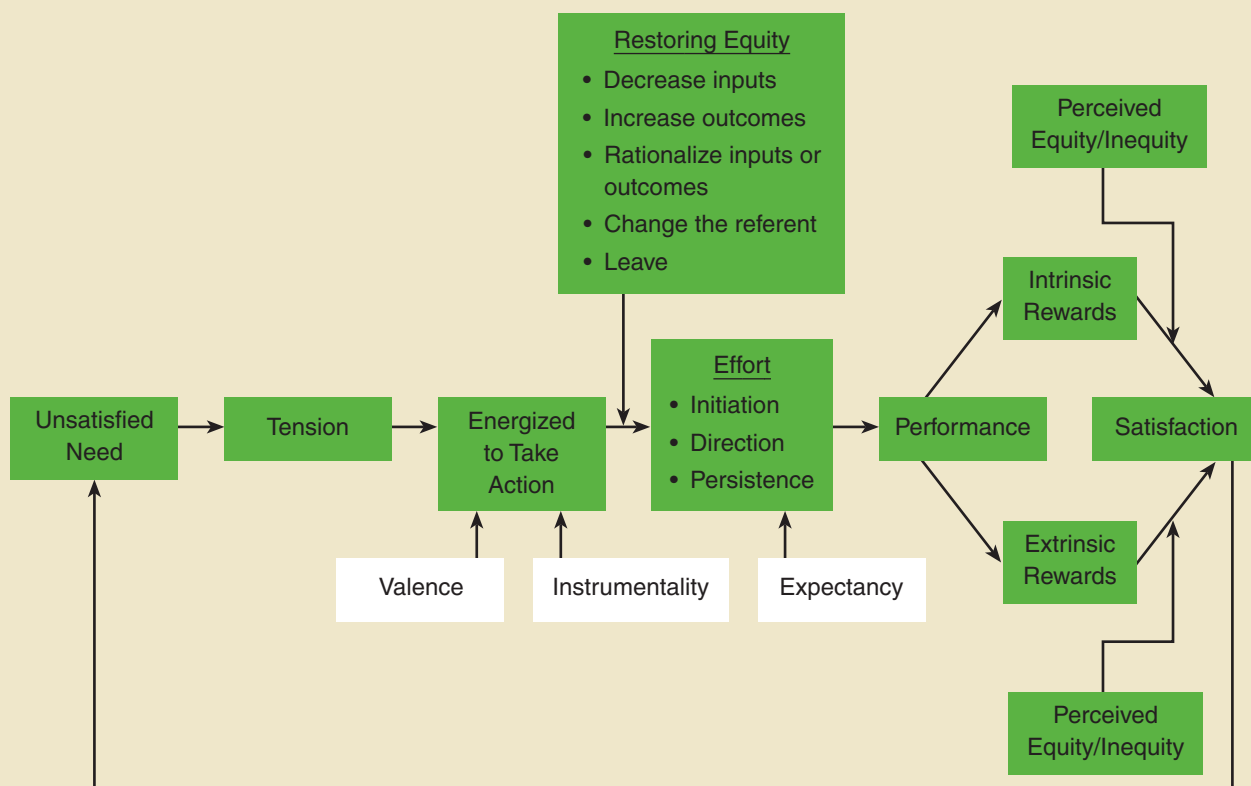 Restoring Equity
• Decrease inputs
• Increase outcomes
• Rationalize inputs or
outcomes
• Change the referent
• Leave
Perceived
Equity/Inequity
Intrinsic
Rewards
Unsatisfied
Need
Tension
Energized
to Take
Action
Effort
• Initiation
• Direction
• Persistence
Performance
Satisfaction
Valence
Instrumentality
Expectancy
Extrinsic
Rewards
Perceived
Equity/Inequity